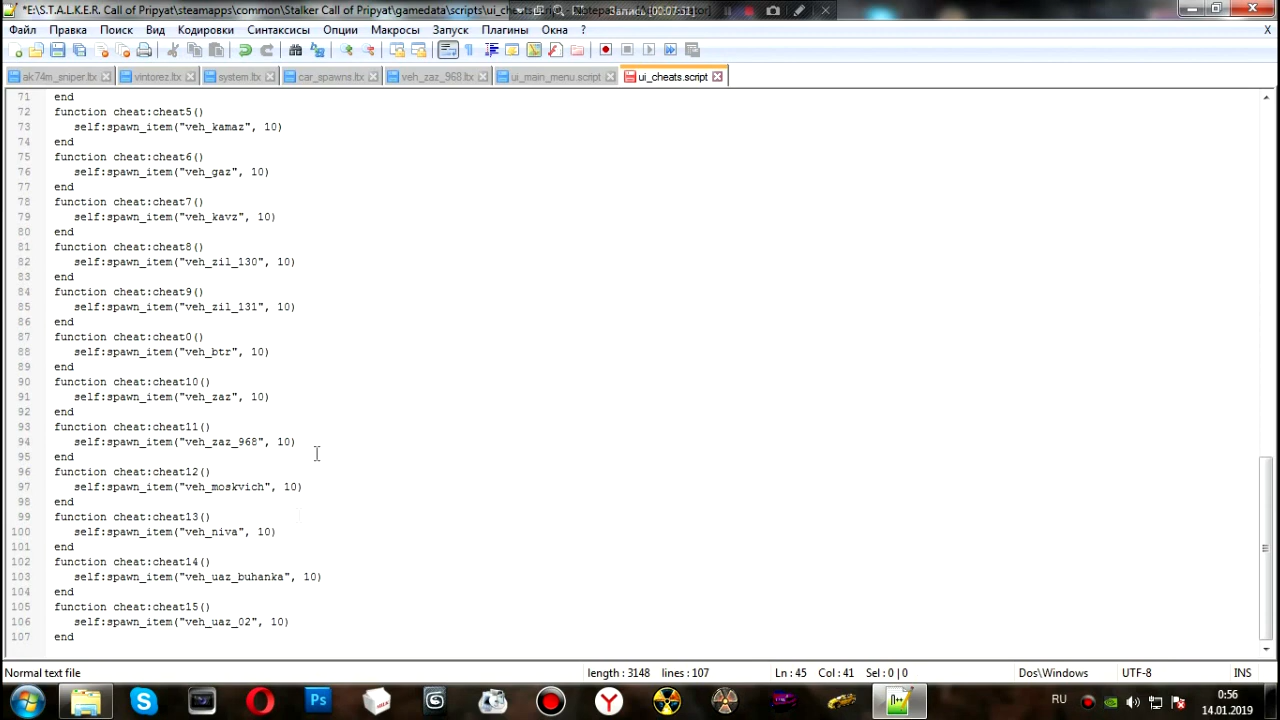 *E:\S.T.A.L.K.E.R. Call of Pripyat\steamapps\common\Stalker Call of Pripyat\gamedata\scripts\ui_cheats
Запись [00:07:51]
Файл Правка Поиск Вид Кодировки Синтаксисы Опции Макросы Запуск Плагины Окна ? X
ak74m_sniper.ltx vintorez.ltx system.ltx car_spawns.ltx veh_zaz_968.ltx ui_main_menu.script ui_cheats.script
71 end
72 function cheat:cheat5()
73 self:spawn_item("veh_kamaz", 10)
74 end
75 function cheat:cheat6()
76 self:spawn_item("veh_gaz", 10)
77 end
78 function cheat:cheat7()
79 self:spawn_item("veh_kavz", 10)
80 end
81 function cheat:cheat8()
82 self:spawn_item("veh_zil_130", 10)
83 end
84 function cheat:cheat9()
85 self:spawn_item("veh_zil_131", 10)
86 end
87 function cheat:cheat0()
88 self:spawn_item("veh_btr", 10)
89 end
90 function cheat:cheat10()
91 self:spawn_item("veh_zaz", 10)
92 end
93 function cheat:cheat11()
94 self:spawn_item("veh_zaz_968", 10)
95 end
96 function cheat:cheat12()
97 self:spawn_item("veh_moskvich", 10)
98 end
99 function cheat:cheat13()
100 self:spawn_item("veh_niva", 10)
101 end
102 function cheat:cheat14()
103 self:spawn_item("veh_uaz_buhanka", 10)
104 end
105 function cheat:cheat15()
106 self:spawn_item("veh_uaz_02", 10)
107 end
Normal text file length : 3148 lines : 107 Ln : 45 Col : 41 Sel : 0 | 0 Dos\Windows UTF-8 INS
RU 0:56
14.01.2019